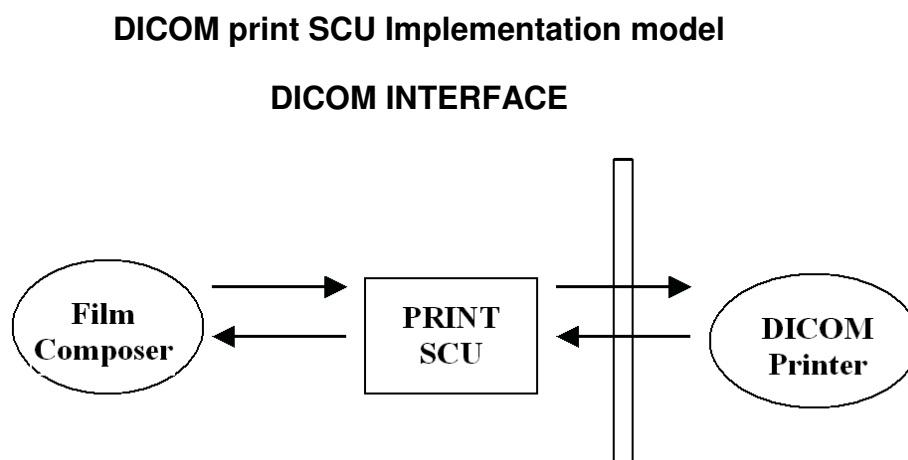 DICOM print SCU Implementation model
DICOM INTERFACE
Film
Composer
PRINT
SCU
DICOM
Printer